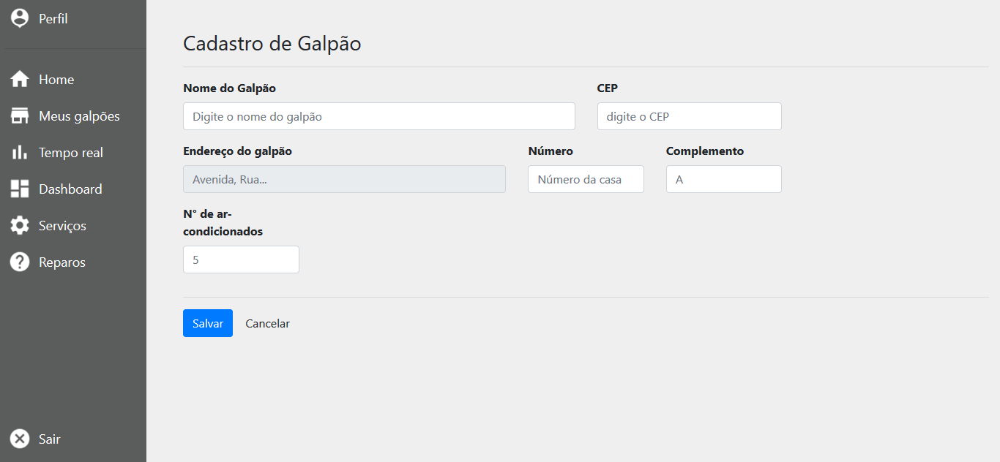 Perfil
Home
Meus galpões
Tempo real
Dashboard
Serviços
Reparos
Sair
Cadastro de Galpão
Nome do Galpão
CEP
Digite o nome do galpão
digite o CEP
Endereço do galpão
Número
Complemento
Avenida, Rua...
Número da casa
A
N° de ar-
condicionados
5
Salvar
Cancelar